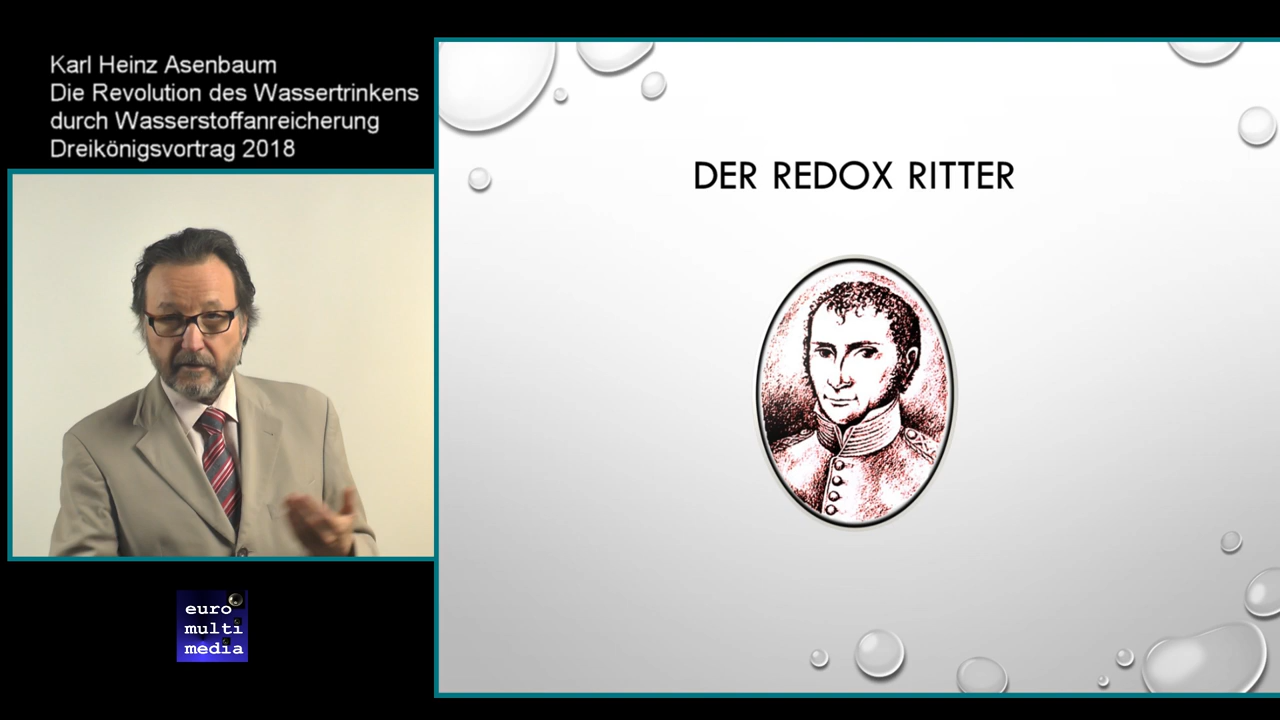 Karl Heinz Asenbaum
Die Revolution des Wassertrinkens
durch Wasserstoffanreicherung
Dreikönigsvortrag 2018
DER REDOX RITTER
euro
multi
media